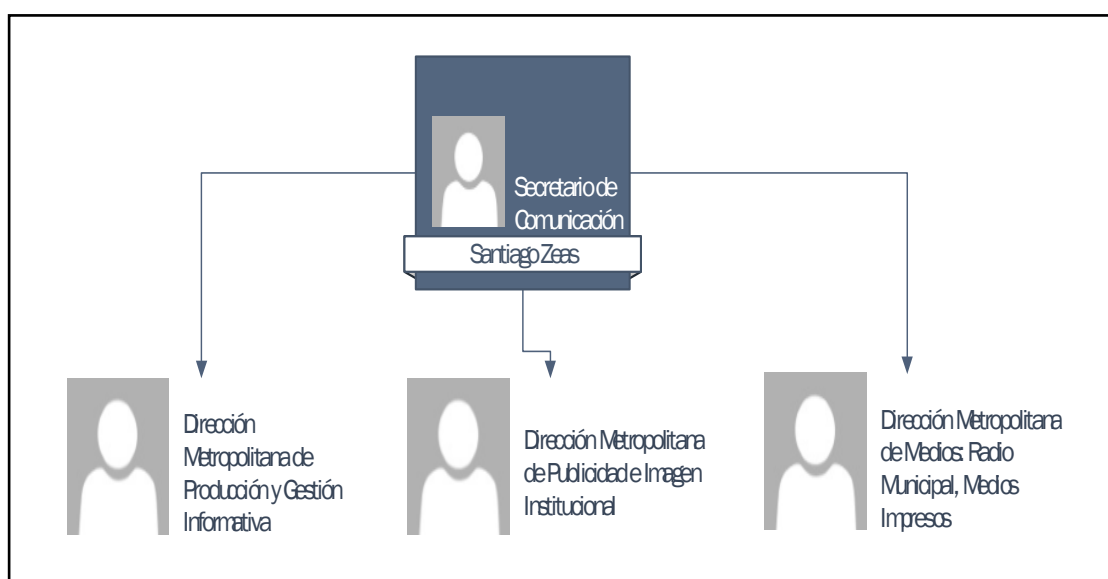 Secretario de
Comunicación
Santiago Zeas
Dirección
Metropolitana de
Producción y Gestión
Informativa
Dirección Metropolitana
de Publicidad e Imagen
Institucional
Dirección Metropolitana
de Medios: Radio
Municipal, Medios
Impresos